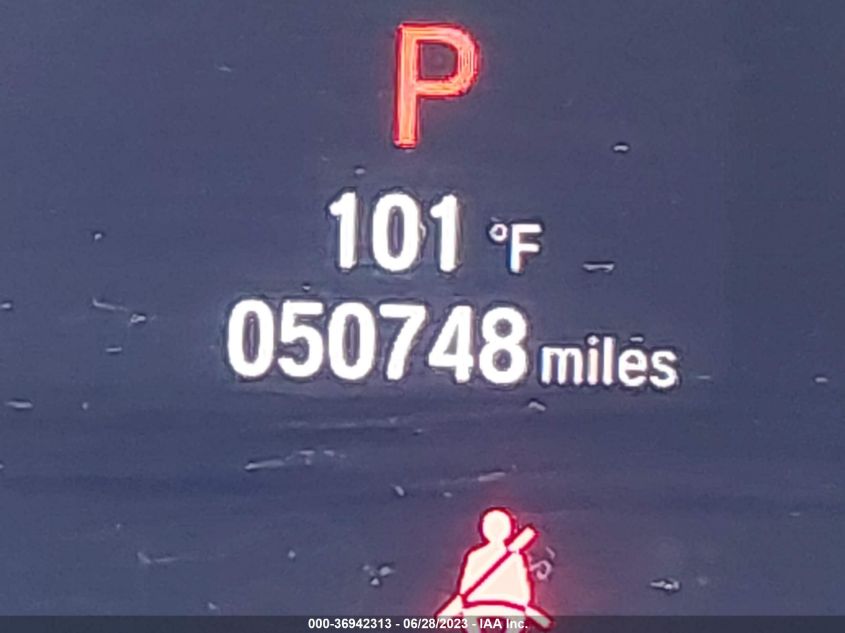 P
101 °F
050748 miles
000-36942313 - 06/28/2023 - IAA Inc.